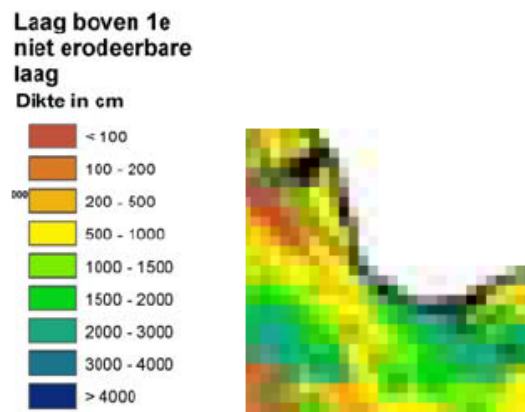 Laag boven 1e
niet erodeerbare
laag
Dikte in cm
< 100
100 - 200
200 - 500
500 - 1000
1000 - 1500
1500 - 2000
2000 - 3000
3000 - 4000
> 4000